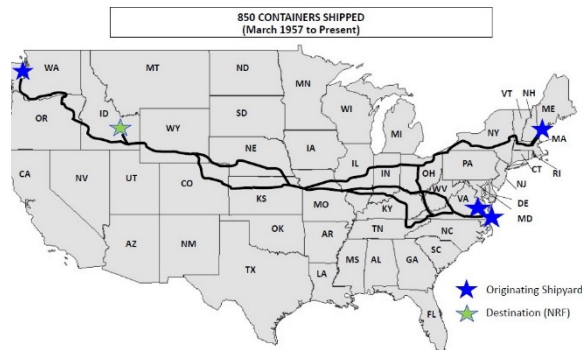 850 CONTAINERS SHIPPED
(March 1957 to Present)
WA
MT
ND
MN
VT
NH
ME
OR
ID
WY
SD
WI
MI
NY
MA
NE
IA
PA
RI
CT
NJ
CA
NV
UT
CO
KS
MO
IL
IN
OH
WV
VA
DE
MD
KY
AZ
NM
OK
AR
TN
NC
SC
TX
LA
MS
AL
GA
FL
Originating Shipyard
Destination (NRF)